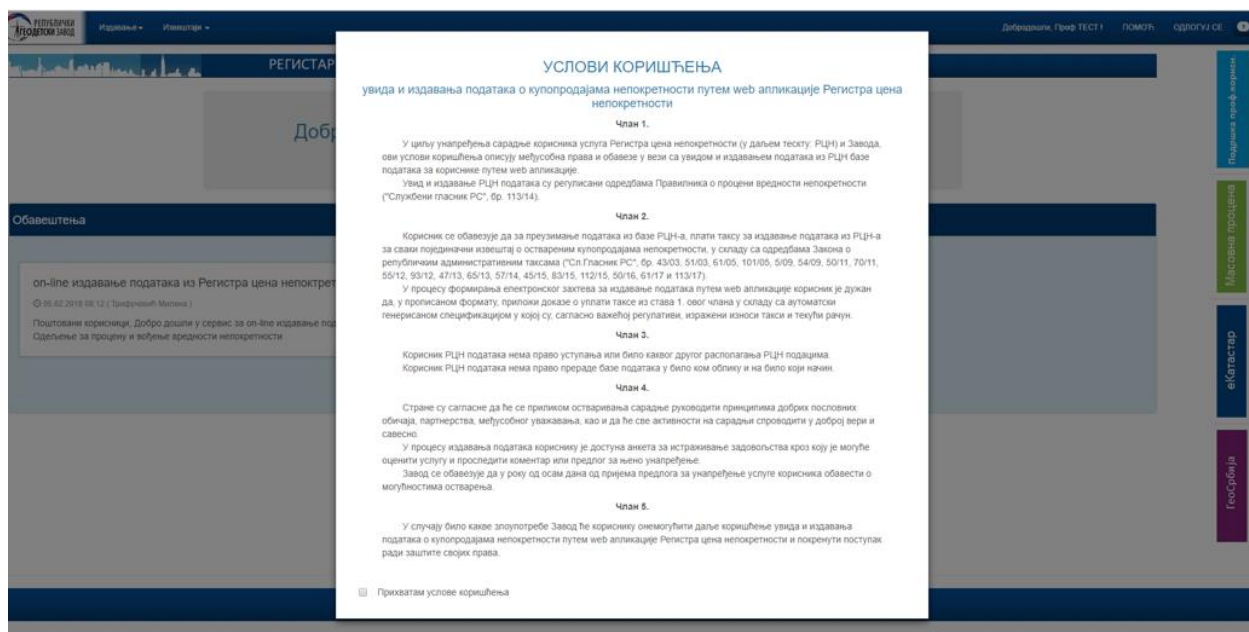 РЕПУБЛИЧКИ
ГЕОДЕТСКИ ЗАВОД
Издавање
Извештаји
Добродошли, Проф ТЕСТ !
ПОМОЋ
ОДЛОГУЈ СЕ
РЕГИСТАР
Добр
Обавештења
on-line издавање података из Регистра цена непоктрет
05.02.2018 08:12 ( Трифуновић Милена )
Поштовани корисници, Добро дошли у сервис за on-line издавање под
Одељење за процену и вођење вредности непокретности
УСЛОВИ КОРИШЋЕЊА
увида и издавања података о купопродајама непокретности путем web апликације Регистра цена
непокретности
Члан 1.
У циљу унапређења сарадње корисника услуга Регистра цена непокретности (у даљем тексту: РЦН) и Завода,
ови услови коришћења описују међусобна права и обавезе у вези са увидом и издавањем података из РЦН базе
података за кориснике путем web апликације.
Увид и издавање РЦН података су регулисани одредбама Правилника о процени вредности непокретности
("Службени гласник РС", бр. 113/14).
Члан 2.
Корисник се обавезује да за преузимање података из базе РЦН-а, плати таксу за издавање података из РЦН-а
за сваки појединачни извештај о оствареним купопродајама непокретности, у складу са одредбама Закона о
републичким административним таксама ("Сл.Гласник РС", бр. 43/03, 51/03, 61/05, 101/05, 5/09, 54/09, 50/11, 70/11,
55/12, 93/12, 47/13, 65/13, 57/14, 45/15, 83/15, 112/15, 50/16, 61/17 и 113/17).
У процесу формирања електронског захтева за издавање података путем web апликације корисник је дужан
да, у прописаном формату, приложи доказе о уплати таксе из става 1. овог члана у складу са аутоматски
генерисаном спецификацијом у којој су, сагласно важећој регулативи, изражени износи такси и текући рачун.
Члан 3.
Корисник РЦН података нема право уступања или било каквог другог располагања РЦН подацима.
Корисник РЦН података нема право прераде базе података у било ком облику и на било који начин.
Члан 4.
Стране су сагласне да ће се приликом остваривања сарадње руководити принципима добрих пословних
обичаја, партнерства, међусобног уважавања, као и да ће све активности на сарадњи спроводити у доброј вери и
савесно.
У процесу издавања података кориснику је достуна анкета за истраживање задовољства кроз коју је могуће
оценити услугу и проследити коментар или предлог за њено унапређење.
Завод се обавезује да у року од осам дана од пријема предлога за унапређење услуге корисника обавести о
могућностима остварења.
Члан 5.
У случају било какве злоупотребе Завод ће кориснику онемогућити даље коришћење увида и издавања
података о купопродајама непокретности путем web апликације Регистра цена непокретности и покренути поступак
ради заштите својих права.
Прихватам услове коришћења
Подршка проф.корисн.
Масовна процена
еКатастар
ГеоСрбија